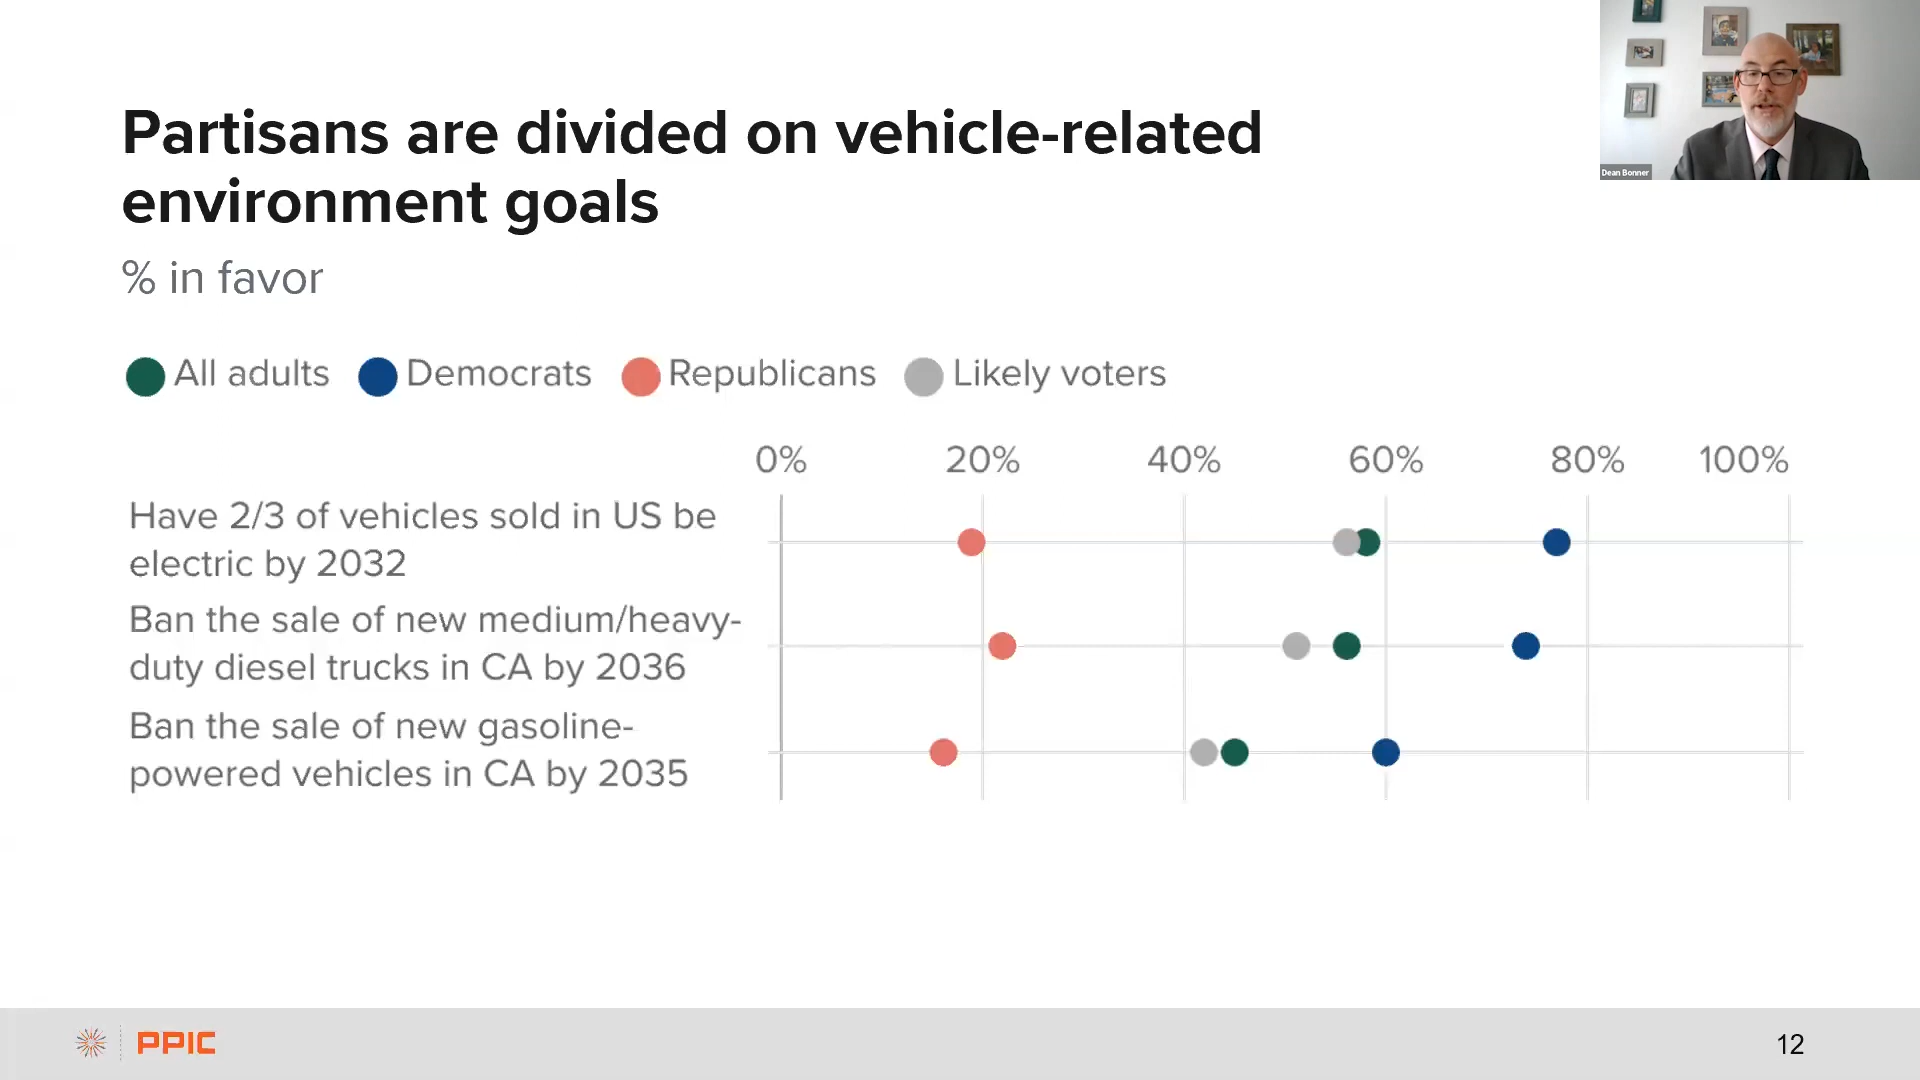 Partisans are divided on vehicle-related
environment goals
% in favor
All adults Democrats Republicans Likely voters
0% 20% 40% 60% 80% 100%
Have 2/3 of vehicles sold in US be
electric by 2032
Ban the sale of new medium/heavy-
duty diesel trucks in CA by 2036
Ban the sale of new gasoline-
powered vehicles in CA by 2035
Dean Bonner
PPIC
12